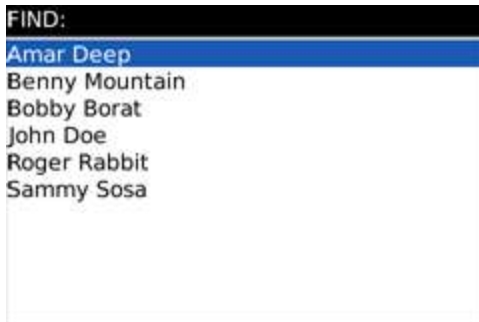 FIND:
Amar Deep
Benny Mountain
Bobby Borat
John Doe
Roger Rabbit
Sammy Sosa